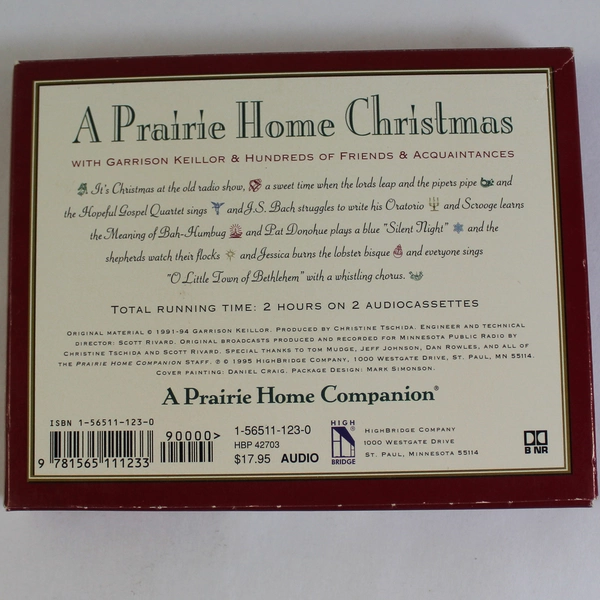 A Prairie Home Christmas
WITH GARRISON KEILLOR & HUNDREDS OF FRIENDS & ACQUAINTANCES
It's Christmas at the old radio show, a sweet time when the lords leap and the pipers pipe and
the Hopeful Gospel Quartet sings and J.S. Bach struggles to write his Oratorio and Scrooge learns
the Meaning of Bah-Humbug and Pat Donohue plays a blue "Silent Night" and the
shepherds watch their flocks and Jessica burns the lobster bisque and everyone sings
"O Little Town of Bethlehem" with a whistling chorus.
TOTAL RUNNING TIME: 2 HOURS ON 2 AUDIOCASSETTES
ORIGINAL MATERIAL © 1991-94 GARRISON KEILLOR. PRODUCED BY CHRISTINE TSCHIDA. ENGINEER AND TECHNICAL
DIRECTOR: SCOTT RIVARD. ORIGINAL BROADCASTS PRODUCED AND RECORDED FOR MINNESOTA PUBLIC RADIO BY
CHRISTINE TSCHIDA AND SCOTT RIVARD. SPECIAL THANKS TO TOM MUDGE, JEFF JOHNSON, DAN ROWLES, AND ALL OF
THE PRAIRIE HOME COMPANION STAFF. ℗ © 1995 HIGHBRIDGE COMPANY, 1000 WESTGATE DRIVE, ST. PAUL, MN 55114.
COVER PAINTING: DANIEL CRAIG. PACKAGE DESIGN: MARK SIMONSON.
A PRAIRIE HOME COMPANION®
ISBN 1-56511-123-0
90000>
9 781565 111233
1-56511-123-0
HBP 42703
$17.95 AUDIO
HIGH
BRIDGE
HIGHBRIDGE COMPANY
1000 WESTGATE DRIVE
ST. PAUL, MINNESOTA 55114
B NR